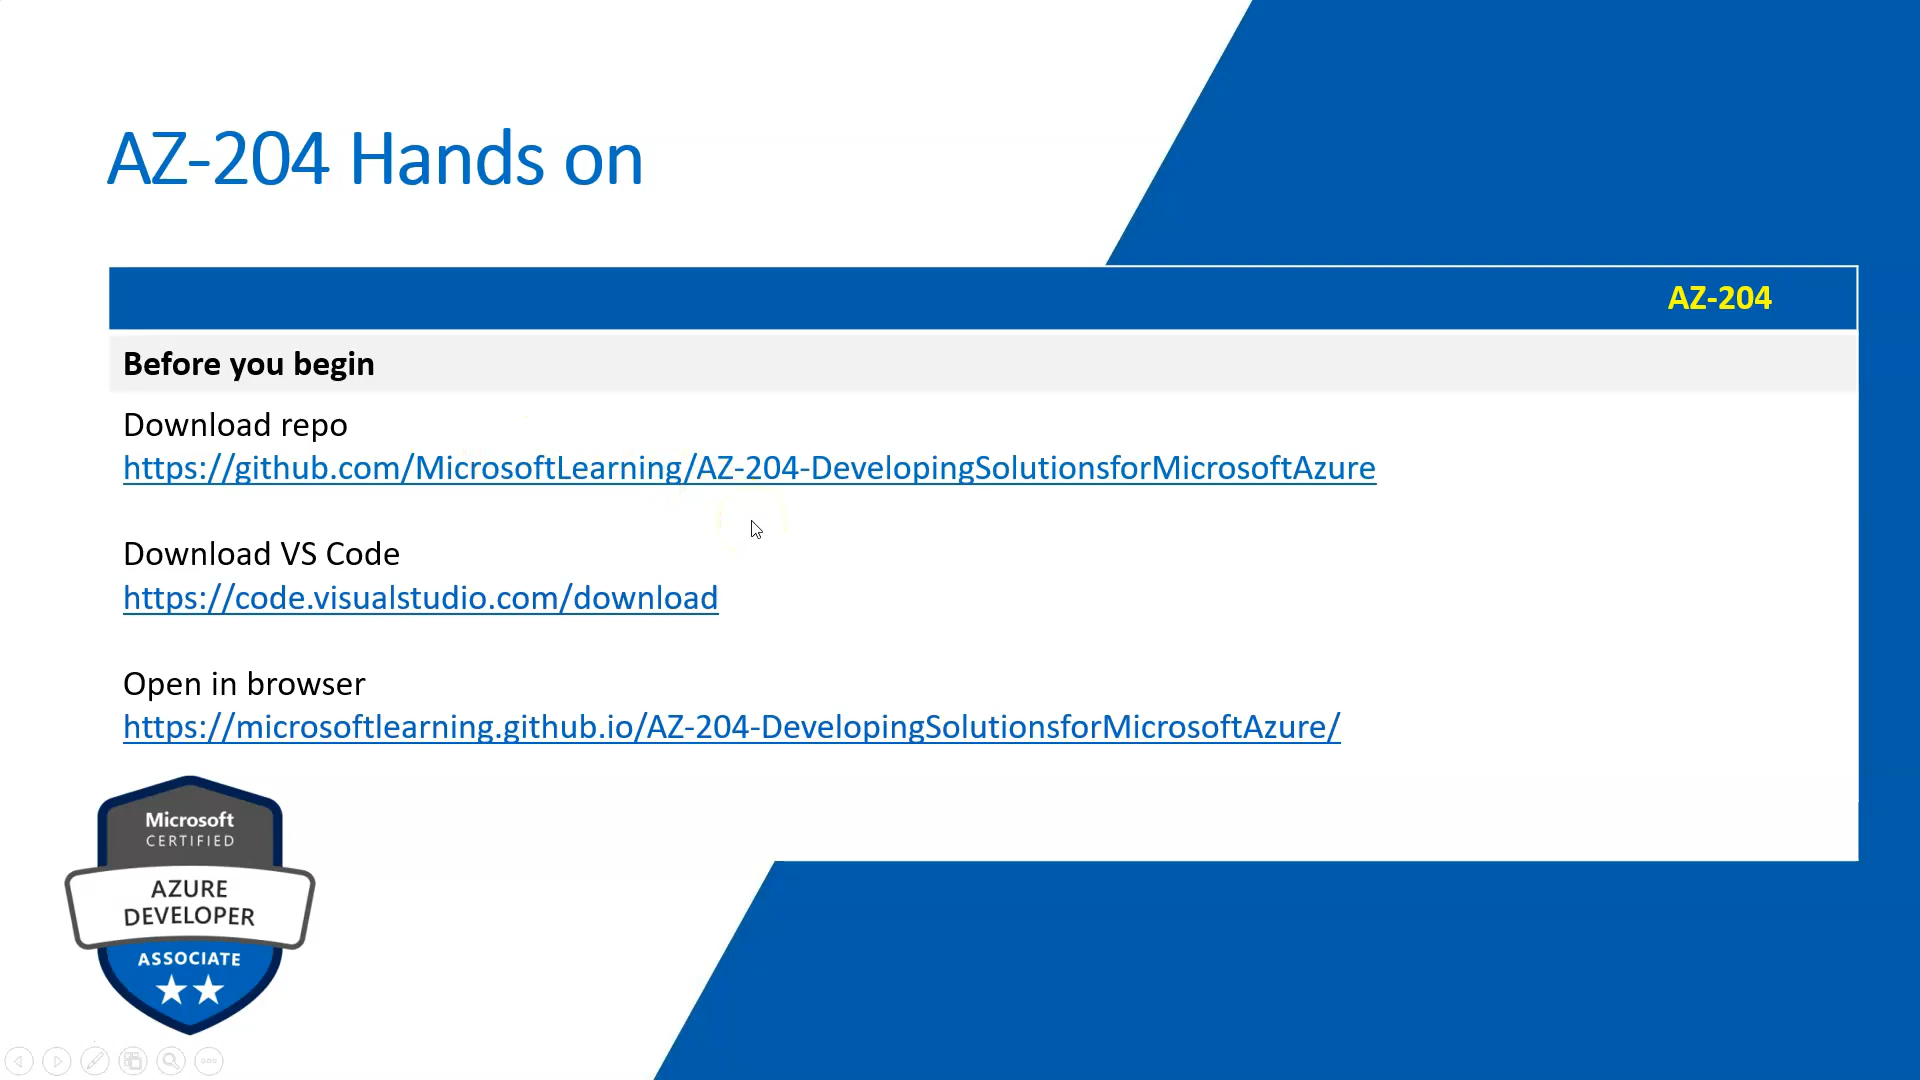 AZ-204 Hands on
AZ-204
Before you begin
Download repo
https://github.com/MicrosoftLearning/AZ-204-DevelopingSolutionsforMicrosoftAzure
Download VS Code
https://code.visualstudio.com/download
Open in browser
https://microsoftlearning.github.io/AZ-204-DevelopingSolutionsforMicrosoftAzure/
Microsoft
CERTIFIED
AZURE
DEVELOPER
ASSOCIATE